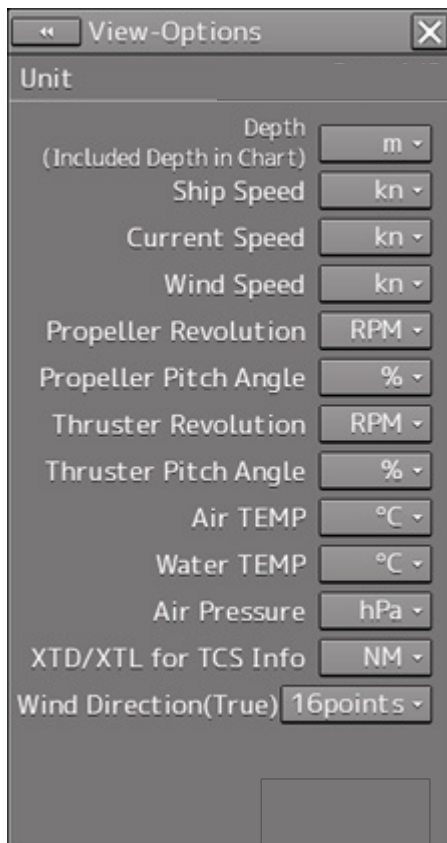 View-Options
Unit
Depth
(Included Depth in Chart) m
Ship Speed kn
Current Speed kn
Wind Speed kn
Propeller Revolution RPM
Propeller Pitch Angle %
Thruster Revolution RPM
Thruster Pitch Angle %
Air TEMP °C
Water TEMP °C
Air Pressure hPa
XTD/XTL for TCS Info NM
Wind Direction(True) 16points